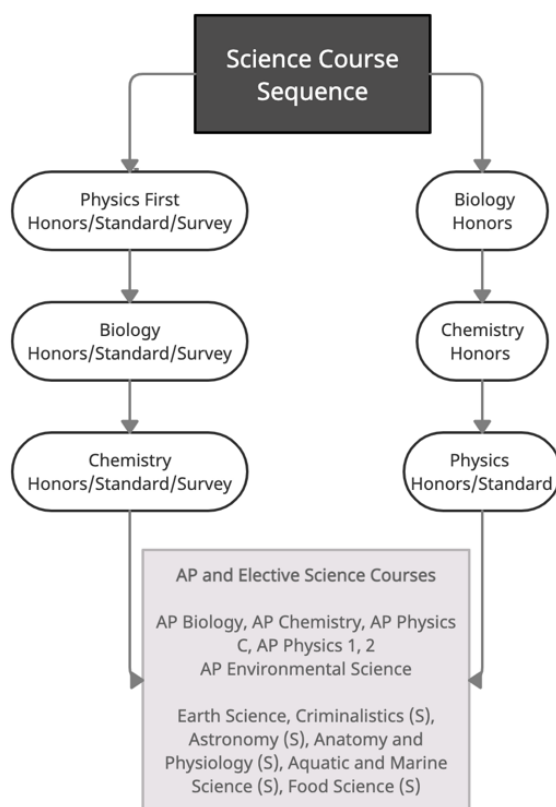 Science Course
Sequence
Physics First
Honors/Standard/Survey
Biology
Honors
Biology
Honors/Standard/Survey
Chemistry
Honors
Chemistry
Honors/Standard/Survey
Physics
Honors/Standard/
AP and Elective Science Courses
AP Biology, AP Chemistry, AP Physics
C, AP Physics 1, 2
AP Environmental Science
Earth Science, Criminalistics (S),
Astronomy (S), Anatomy and
Physiology (S), Aquatic and Marine
Science (S), Food Science (S)